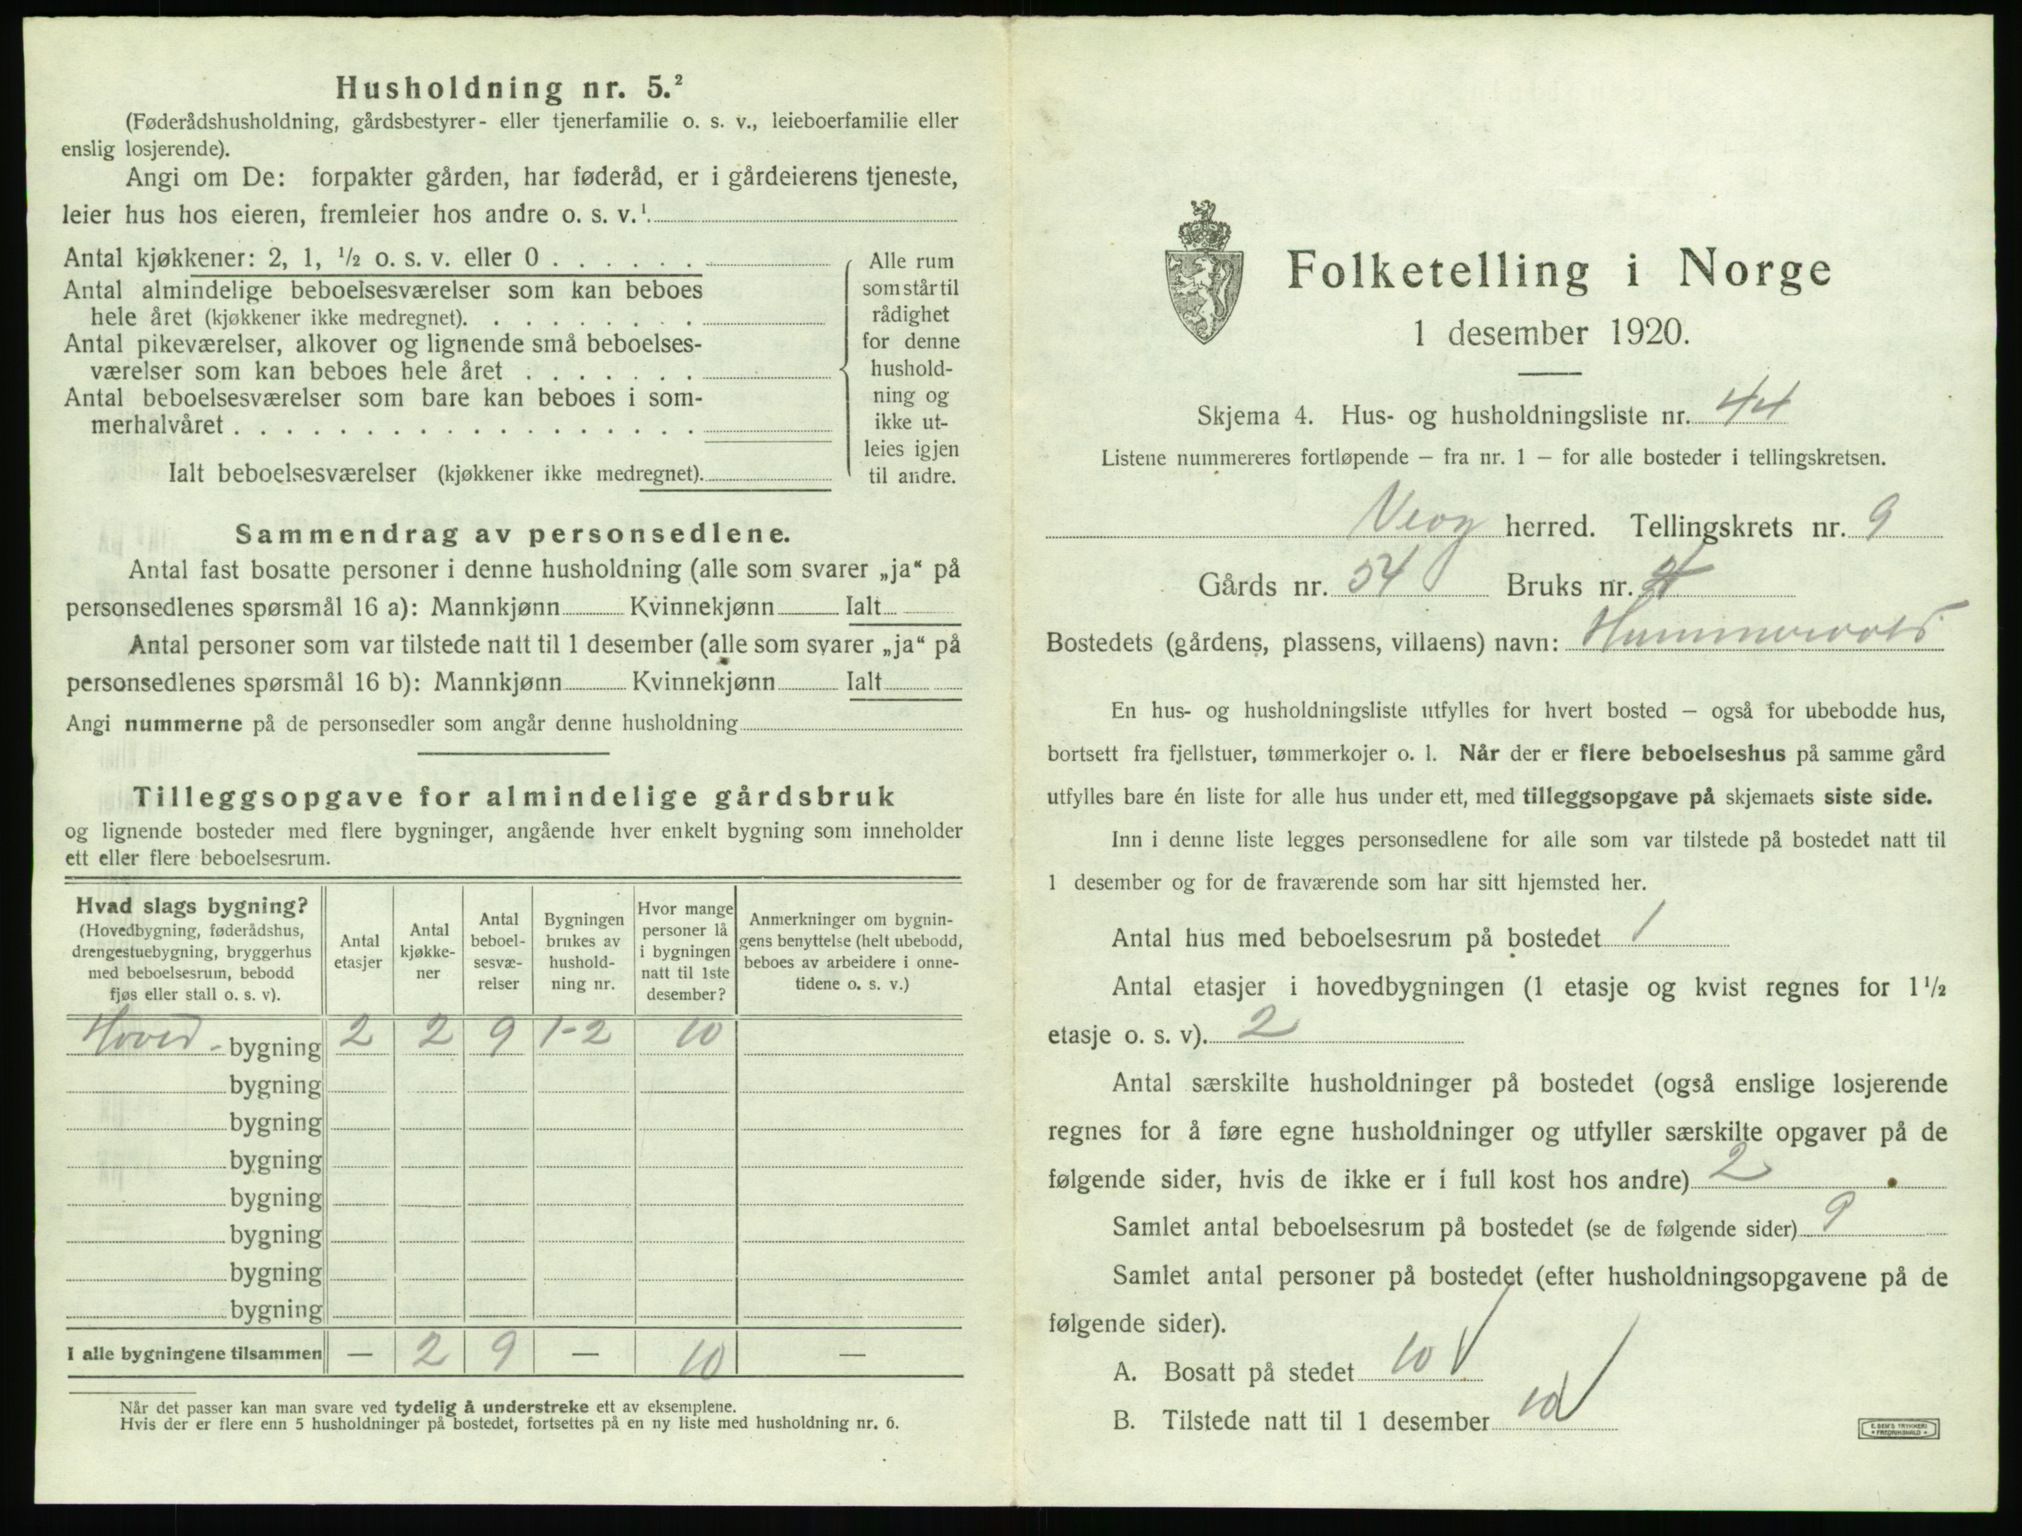 Husholdning nr. 5.²
(Føderådshusholdning, gårdsbestyrer- eller tjenerfamilie o. s. v., leieboerfamilie eller
enslig losjerende).
Angi om De: forpakter gården, har føderåd, er i gårdeierens tjeneste,
leier hus hos eieren, fremleier hos andre o. s. v.¹
Antal kjøkkener: 2, 1, ½ o. s. v. eller 0 . . . . . .
Antal almindelige beboelsesværelser som kan beboes
hele året (kjøkkener ikke medregnet). . . . . . . . .
Antal pikeværelser, alkover og lignende små beboelses-
værelser som kan beboes hele året . . . . . . .
Antal beboelsesværelser som bare kan beboes i som-
merhalvåret . . . . . . . . . . . . . . . . . .
Ialt beboelsesværelser (kjøkkener ikke medregnet).
Alle rum
som står til
rådighet
for denne
hushold-
ning og
ikke ut-
leies igjen
til andre.
Sammendrag av personsedlene.
Antal fast bosatte personer i denne husholdning (alle som svarer „ja“ på
personsedlenes spørsmål 16 a): Mannkjønn Kvinnekjønn Ialt
Antal personer som var tilstede natt til 1 desember (alle som svarer „ja“ på
personsedlenes spørsmål 16 b): Mannkjønn Kvinnekjønn Ialt
Angi nummerne på de personsedler som angår denne husholdning
Tilleggsopgave for almindelige gårdsbruk
og lignende bosteder med flere bygninger, angående hver enkelt bygning som inneholder
ett eller flere beboelsesrum.
Hvad slags bygning?
(Hovedbygning, føderådshus,
drengestuebygning, bryggerhus
med beboelsesrum, bebodd
fjøs eller stall o. s. v).
Antal
etasjer
Antal
kjøkke-
ner
Antal
beboel-
sesvæ-
relser
Bygningen
brukes av
hushold-
ning nr.
Hvor mange
personer lå
i bygningen
natt til 1ste
desember?
Anmerkninger om bygnin-
gens benyttelse (helt ubebodd,
beboes av arbeidere i onne-
tidene o. s. v.)
Hoved - bygning 2 2 9 1-2 10
bygning
bygning
bygning
bygning
bygning
bygning
bygning
I alle bygningene tilsammen — 2 9 — 10 —
Når det passer kan man svare ved tydelig å understreke ett av eksemplene.
Hvis der er flere enn 5 husholdninger på bostedet, fortsettes på en ny liste med husholdning nr. 6.
Folketelling i Norge
1 desember 1920.
Skjema 4. Hus- og husholdningsliste nr. 44
Listene nummereres fortløpende – fra nr. 1 – for alle bosteder i tellingskretsen.
herred. Tellingskrets nr. 9
Gårds nr. 54 Bruks nr.
Bostedets (gårdens, plassens, villaens) navn:
En hus- og husholdningsliste utfylles for hvert bosted – også for ubebodde hus,
bortsett fra fjellstuer, tømmerkojer o. l. Når der er flere beboelseshus på samme gård
utfylles bare én liste for alle hus under ett, med tilleggsopgave på skjemaets siste side.
Inn i denne liste legges personsedlene for alle som var tilstede på bostedet natt til
1 desember og for de fraværende som har sitt hjemsted her.
Antal hus med beboelsesrum på bostedet 1
Antal etasjer i hovedbygningen (1 etasje og kvist regnes for 1½
etasje o. s. v). 2
Antal særskilte husholdninger på bostedet (også enslige losjerende
regnes for å føre egne husholdninger og utfyller særskilte opgaver på de
følgende sider, hvis de ikke er i full kost hos andre) 2
Samlet antal beboelsesrum på bostedet (se de følgende sider) 9
Samlet antal personer på bostedet (efter husholdningsopgavene på de
følgende sider).
A. Bosatt på stedet 10
B. Tilstede natt til 1 desember 10
E. SEM'S TRYKKERI
FREDRIKSHALD